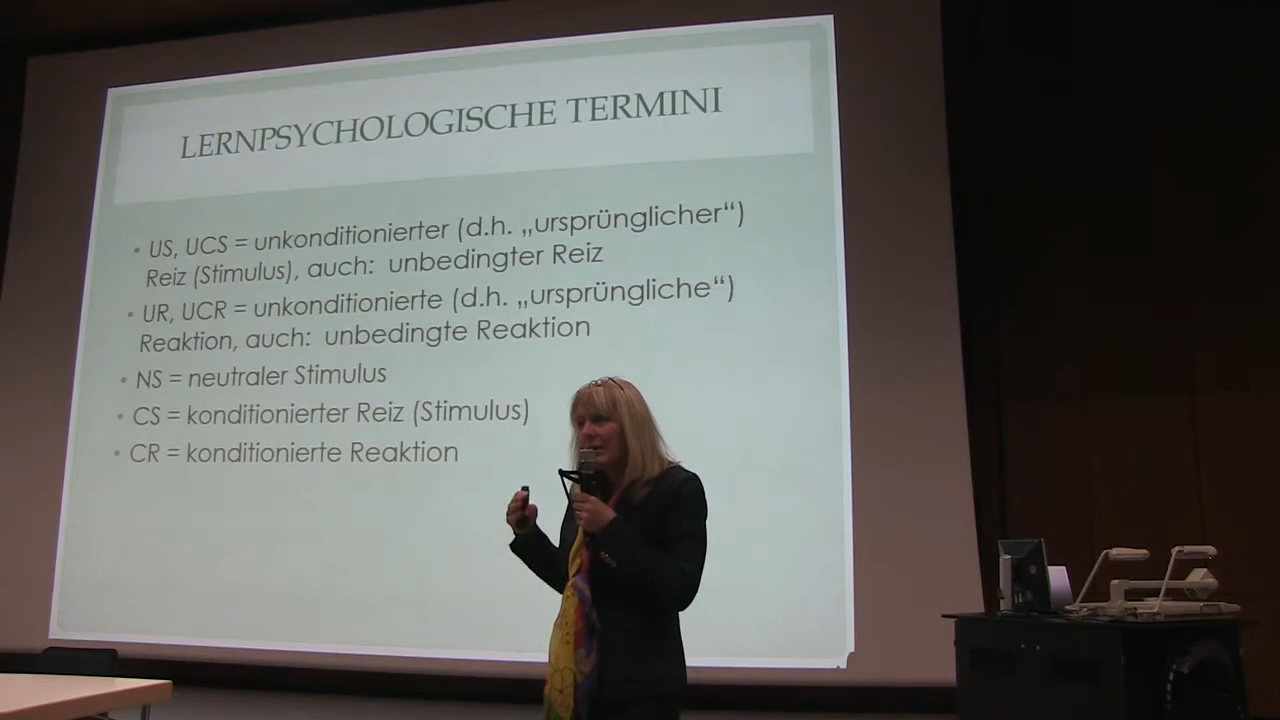 LERNPSYCHOLOGISCHE TERMINI
• US, UCS = unkonditionierter (d.h. „ursprünglicher“)
Reiz (Stimulus), auch: unbedingter Reiz
• UR, UCR = unkonditionierte (d.h. „ursprüngliche“)
Reaktion, auch: unbedingte Reaktion
• NS = neutraler Stimulus
• CS = konditionierter Reiz (Stimulus)
• CR = konditionierte Reaktion